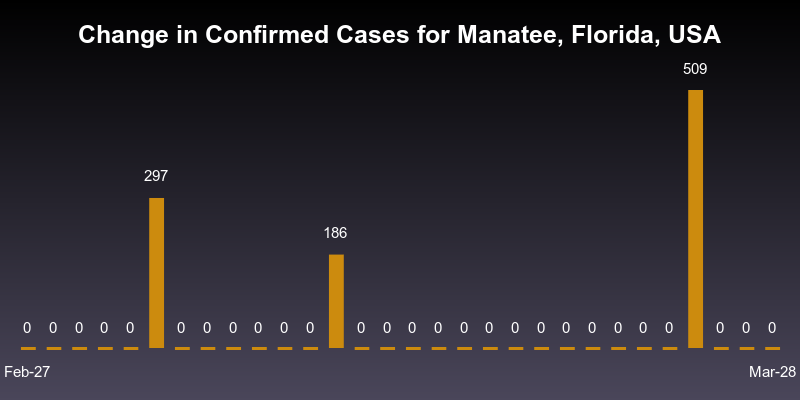 Change in Confirmed Cases for Manatee, Florida, USA
509
297
186
0 0 0 0 0 0 0 0 0 0 0 0 0 0 0 0 0 0 0 0 0 0 0 0 0 0 0
Feb-27 Mar-28